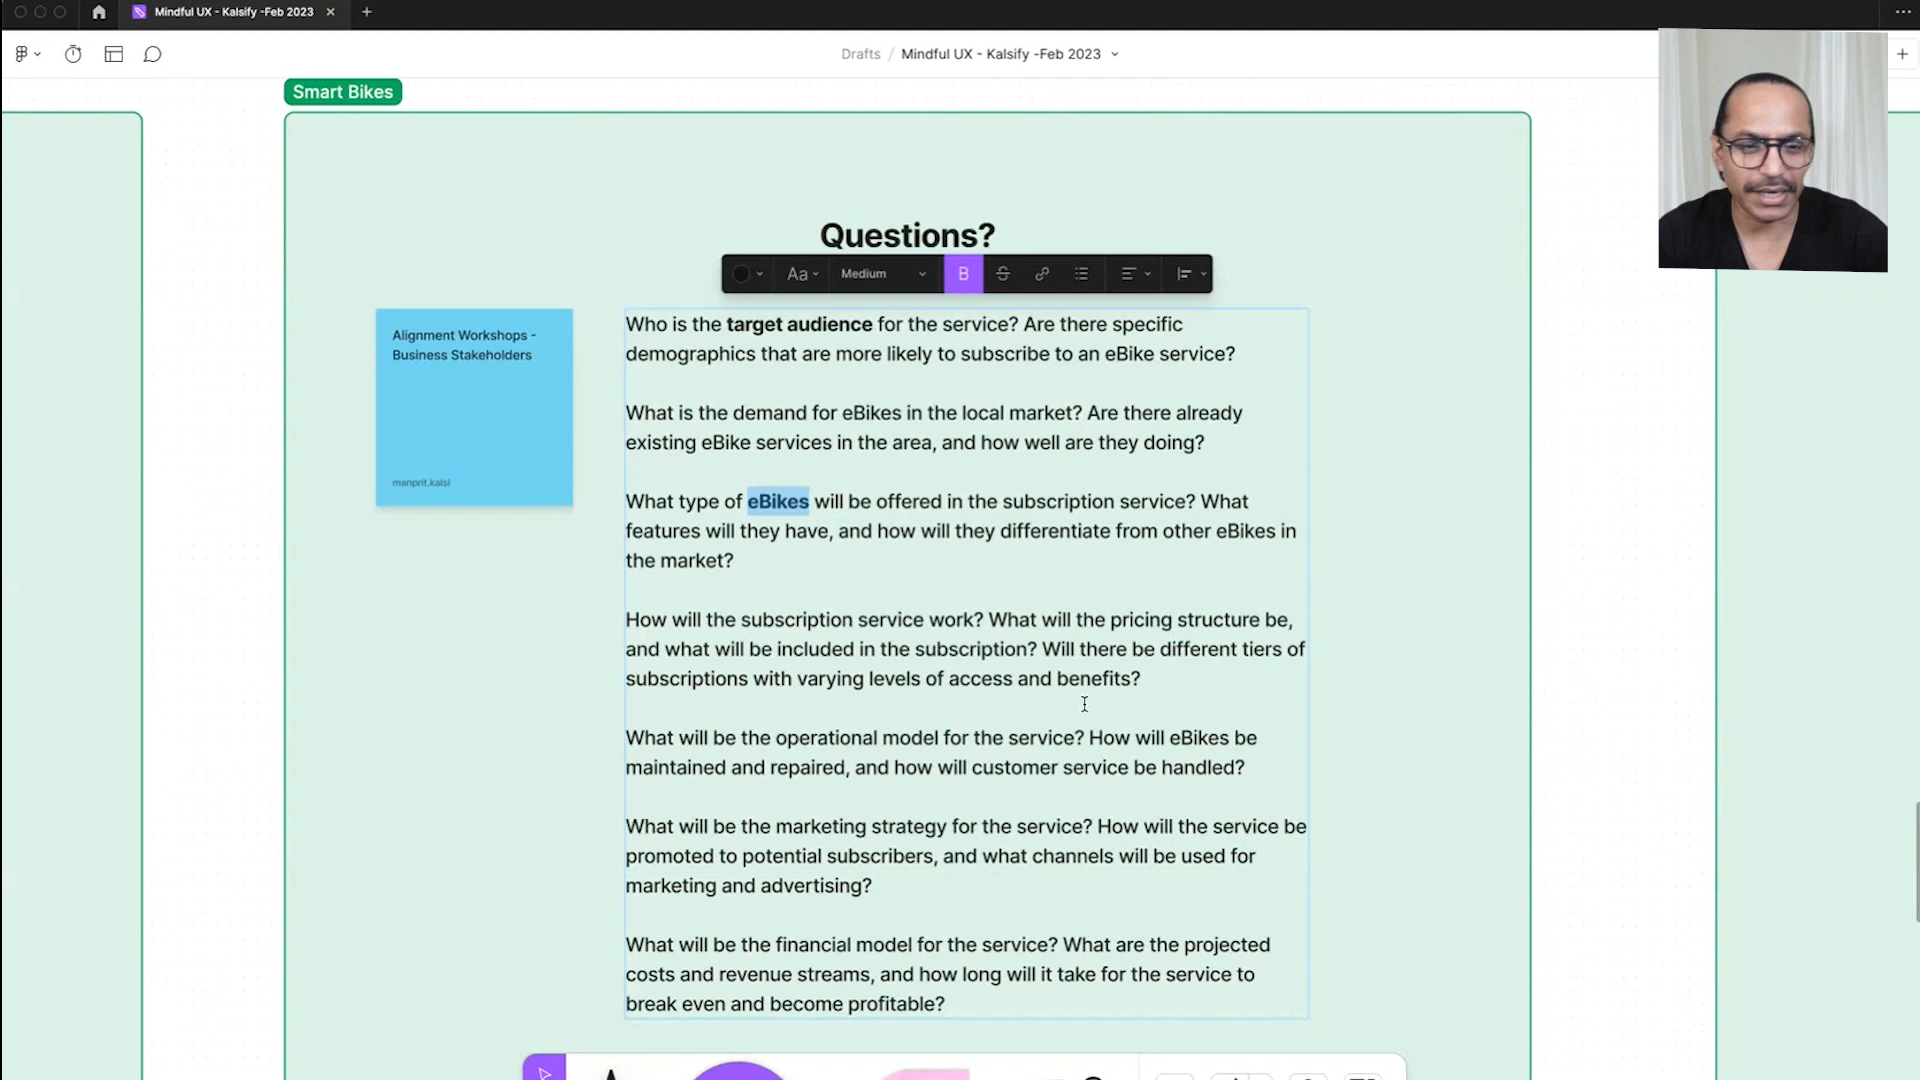 Mindful UX - Kalsify -Feb 2023
Drafts / Mindful UX - Kalsify -Feb 2023
Smart Bikes
Questions?
Aa
Medium
B
S
Alignment Workshops -
Business Stakeholders
manprit.kalsi
Who is the target audience for the service? Are there specific
demographics that are more likely to subscribe to an eBike service?
What is the demand for eBikes in the local market? Are there already
existing eBike services in the area, and how well are they doing?
What type of eBikes will be offered in the subscription service? What
features will they have, and how will they differentiate from other eBikes in
the market?
How will the subscription service work? What will the pricing structure be,
and what will be included in the subscription? Will there be different tiers of
subscriptions with varying levels of access and benefits?
What will be the operational model for the service? How will eBikes be
maintained and repaired, and how will customer service be handled?
What will be the marketing strategy for the service? How will the service be
promoted to potential subscribers, and what channels will be used for
marketing and advertising?
What will be the financial model for the service? What are the projected
costs and revenue streams, and how long will it take for the service to
break even and become profitable?